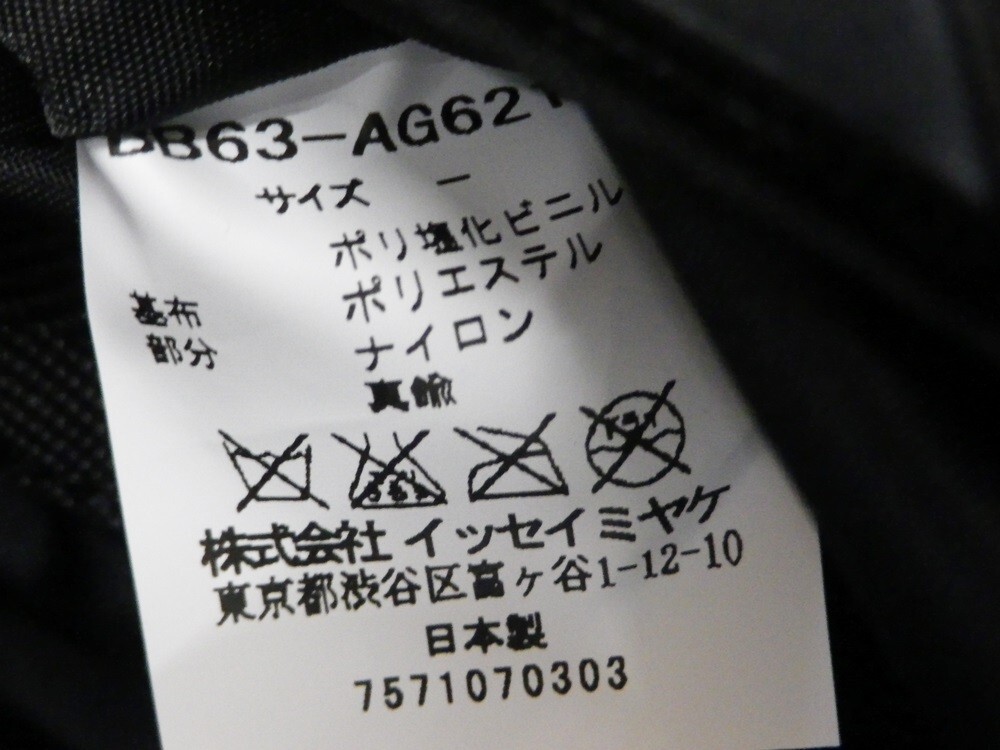 BB63-AG621
サイズ －
ポリ塩化ビニル
基布 ポリエステル
部分 ナイロン
真鍮
株式会社 イッセイミヤケ
東京都渋谷区富ヶ谷1-12-10
日本製
7571070303